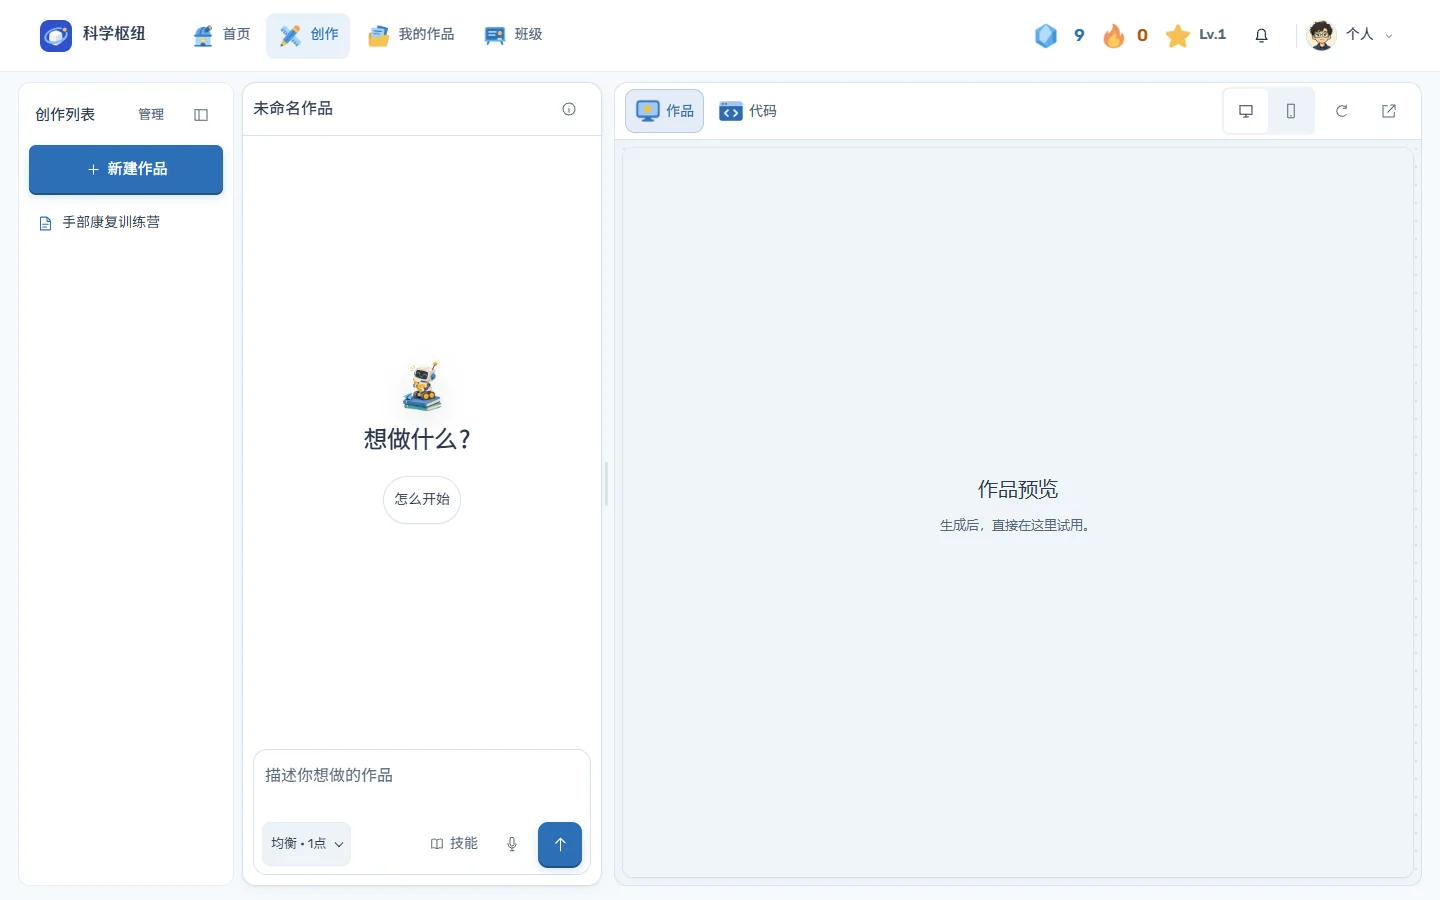 科学枢纽
首页
创作
我的作品
班级
9
0
Lv.1
个人
创作列表
管理
新建作品
手部康复训练营
未命名作品
想做什么?
怎么开始
描述你想做的作品
均衡 • 1点
技能
作品
代码
作品预览
生成后，直接在这里试用。